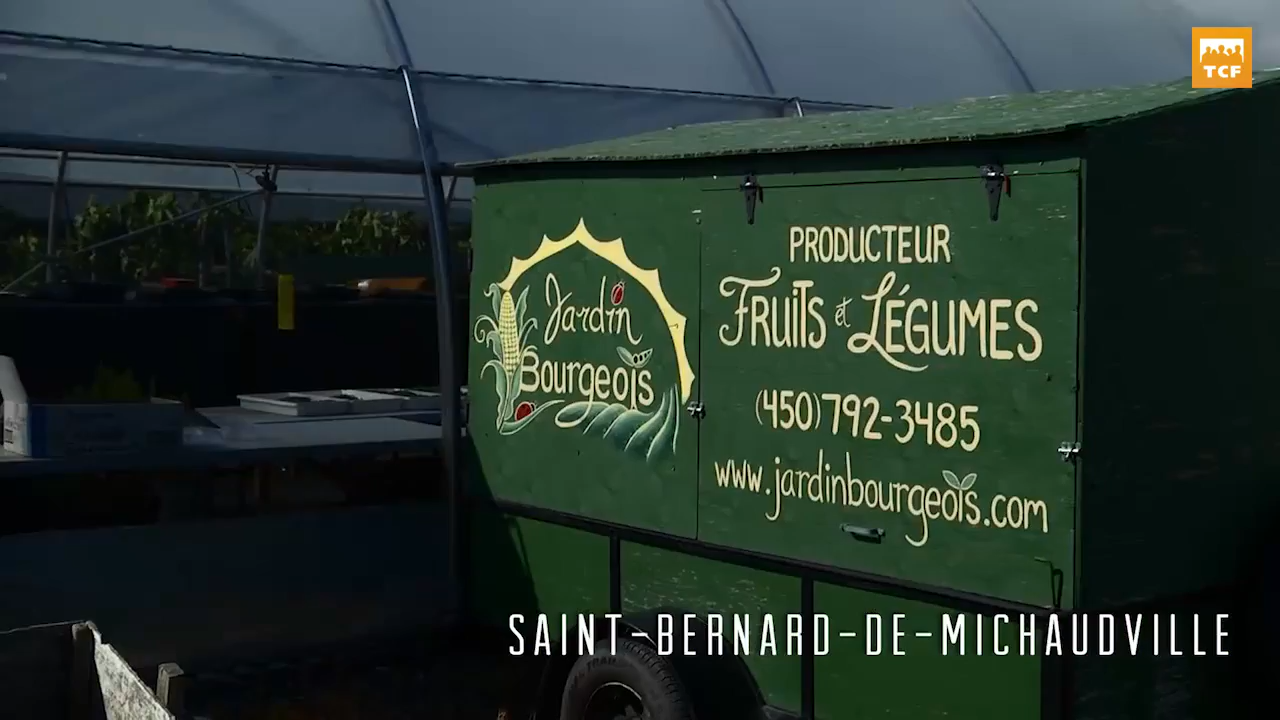 TCF
Jardin
Bourgeois
PRODUCTEUR
FRUITS et LÉGUMES
(450) 792-3485
www.jardinbourgeois.com
SAINT-BERNARD-DE-MICHAUDVILLE